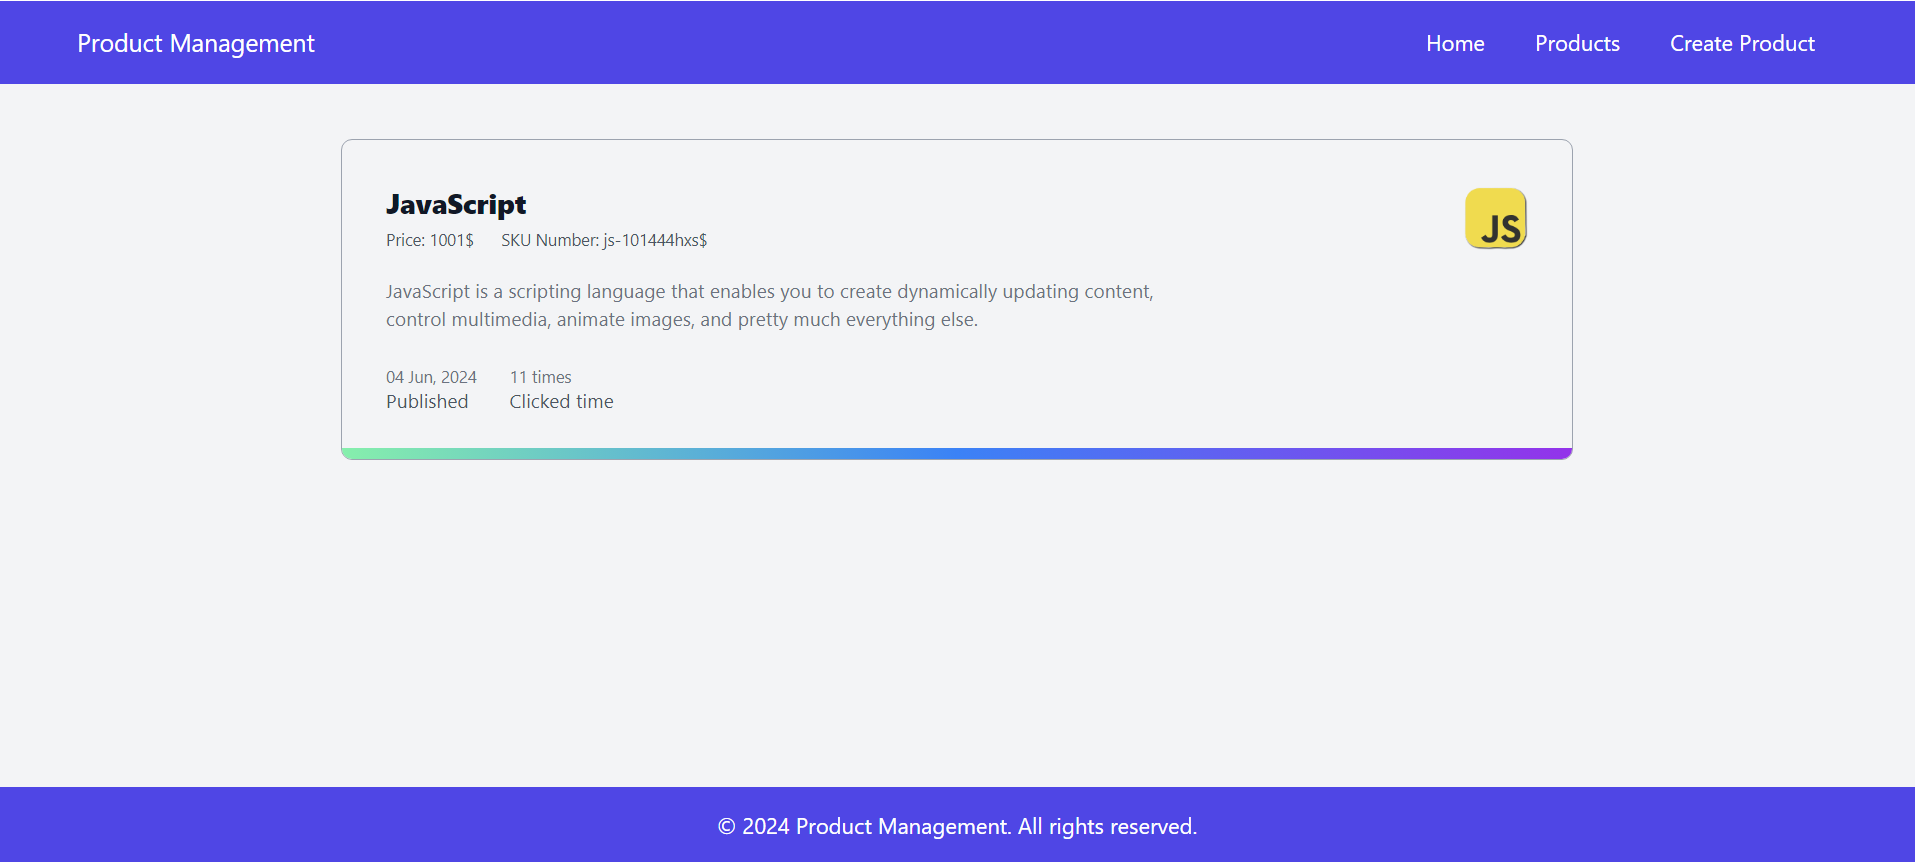 Product Management
Home Products Create Product
JavaScript
JS
Price: 1001$ SKU Number: js-101444hxs$
JavaScript is a scripting language that enables you to create dynamically updating content,
control multimedia, animate images, and pretty much everything else.
04 Jun, 2024 11 times
Published Clicked time
© 2024 Product Management. All rights reserved.